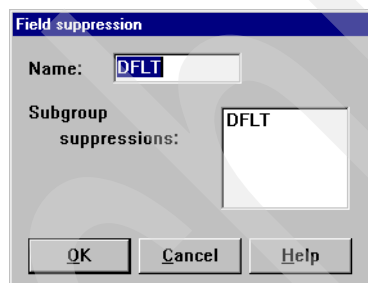 Field suppression
Name: DFLT
Subgroup DFLT
suppressions:
OK Cancel Help